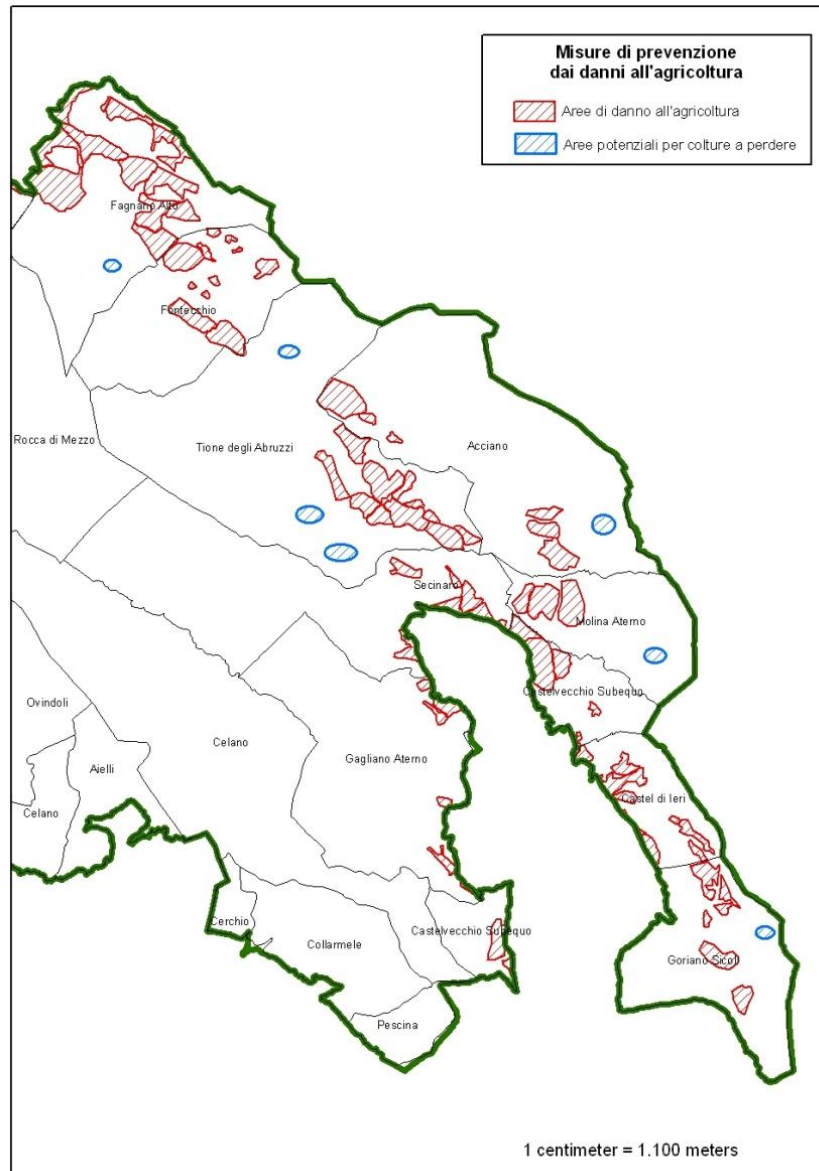 Misure di prevenzione
dai danni all'agricoltura
Aree di danno all'agricoltura
Aree potenziali per colture a perdere
Fagnano Alto
Fontecchio
Rocca di Mezzo
Tione degli Abruzzi
Acciano
Secinaro
Molina Aterno
Castelvecchio Subequo
Ovindoli
Celano
Gagliano Aterno
Aielli
Castel di Ieri
Celano
Cerchio
Collarmele
Castelvecchio Subequo
Goriano Sicoli
Pescina
1 centimeter = 1.100 meters